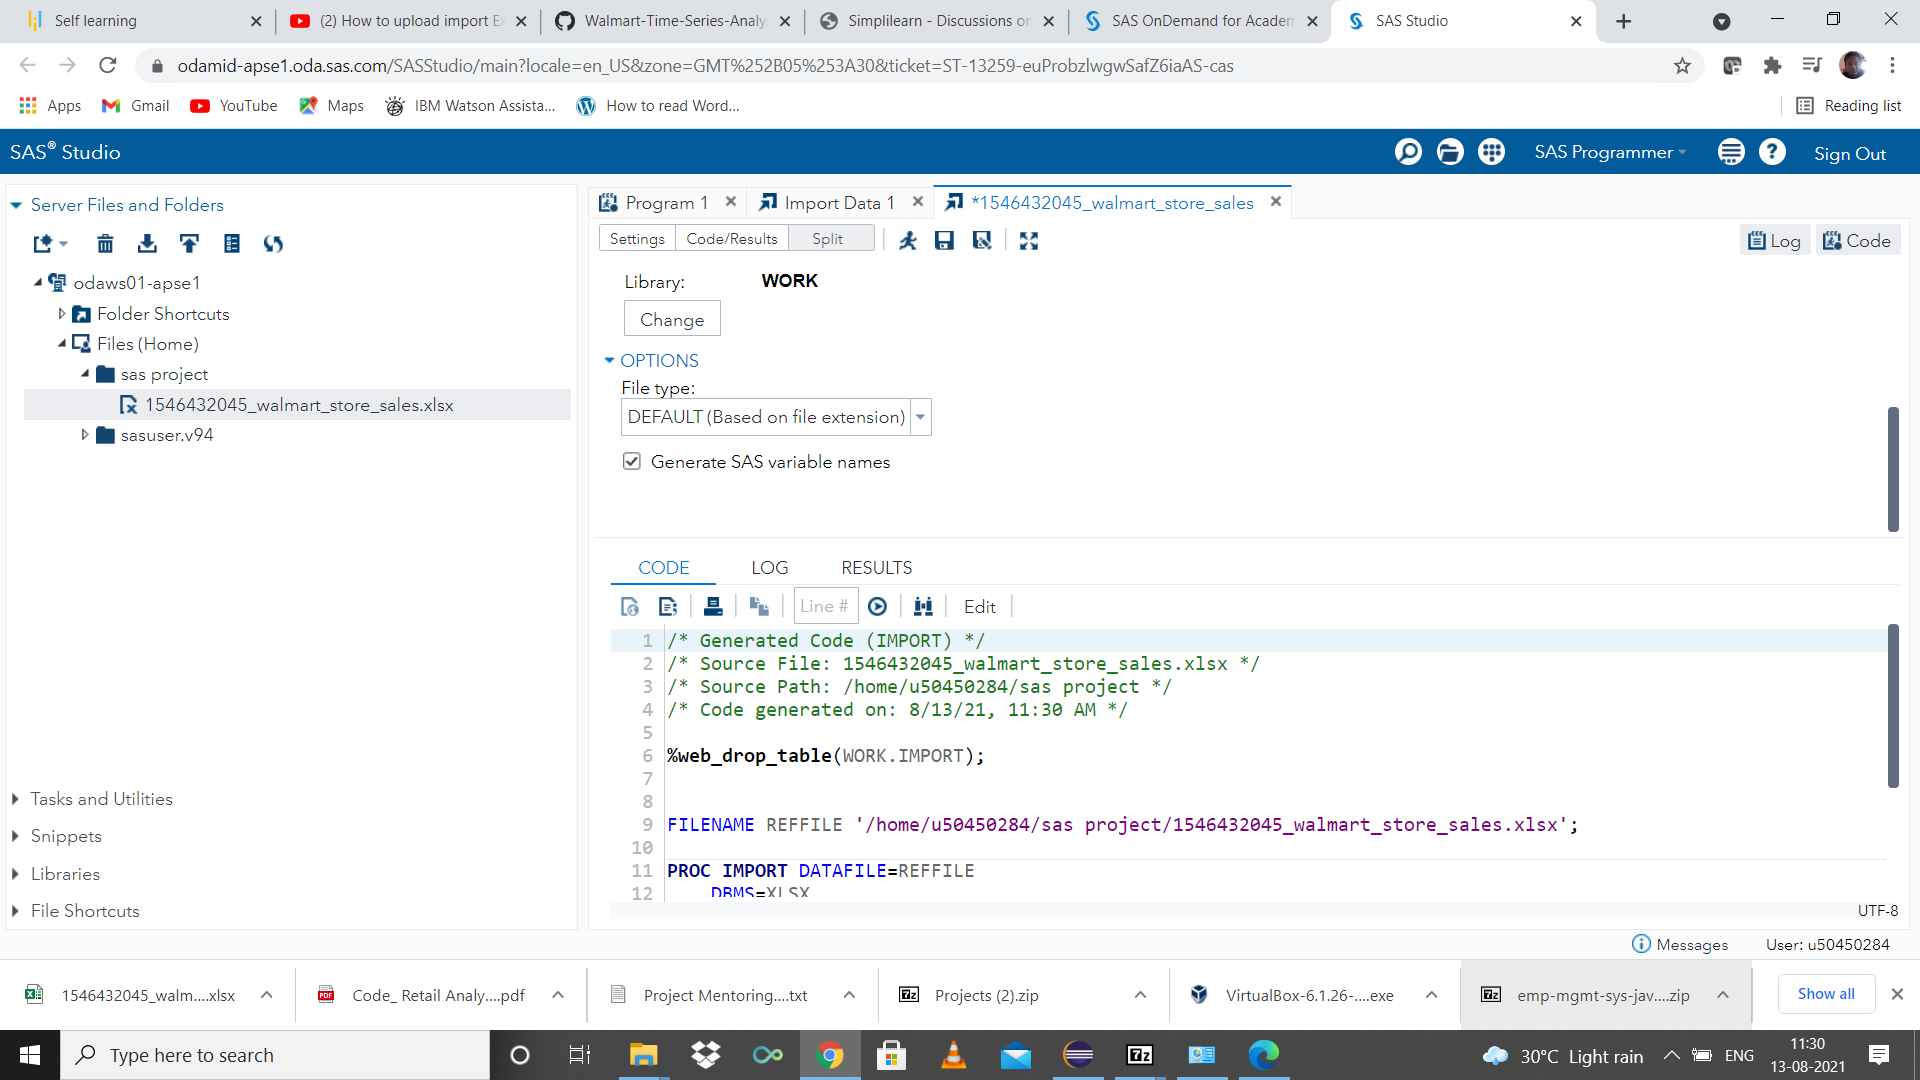 Self learning
(2) How to upload import Ex
Walmart-Time-Series-Analys
Simplilearn - Discussions on
SAS OnDemand for Academ
SAS Studio
odamid-apse1.oda.sas.com/SASStudio/main?locale=en_US&zone=GMT%252B05%253A30&ticket=ST-13259-euProbzlwgwSafZ6iaAS-cas
Apps
Gmail
YouTube
Maps
IBM Watson Assista...
How to read Word...
Reading list
SAS® Studio
SAS Programmer
Sign Out
Server Files and Folders
odaws01-apse1
Folder Shortcuts
Files (Home)
sas project
1546432045_walmart_store_sales.xlsx
sasuser.v94
Tasks and Utilities
Snippets
Libraries
File Shortcuts
Program 1
Import Data 1
*1546432045_walmart_store_sales
Settings
Code/Results
Split
Log
Code
Library: WORK
Change
OPTIONS
File type:
DEFAULT (Based on file extension)
Generate SAS variable names
CODE
LOG
RESULTS
Line #
Edit
1 /* Generated Code (IMPORT) */
2 /* Source File: 1546432045_walmart_store_sales.xlsx */
3 /* Source Path: /home/u50450284/sas project */
4 /* Code generated on: 8/13/21, 11:30 AM */
5
6 %web_drop_table(WORK.IMPORT);
7
8
9 FILENAME REFFILE '/home/u50450284/sas project/1546432045_walmart_store_sales.xlsx';
10
11 PROC IMPORT DATAFILE=REFFILE
12 DBMS=XLSX
UTF-8
Messages
User: u50450284
1546432045_walm....xlsx
PDF
Code_ Retail Analy....pdf
Project Mentoring....txt
7z
Projects (2).zip
VirtualBox-6.1.26-....exe
7z
emp-mgmt-sys-jav....zip
Show all
Type here to search
7z
30°C Light rain
ENG
11:30
13-08-2021